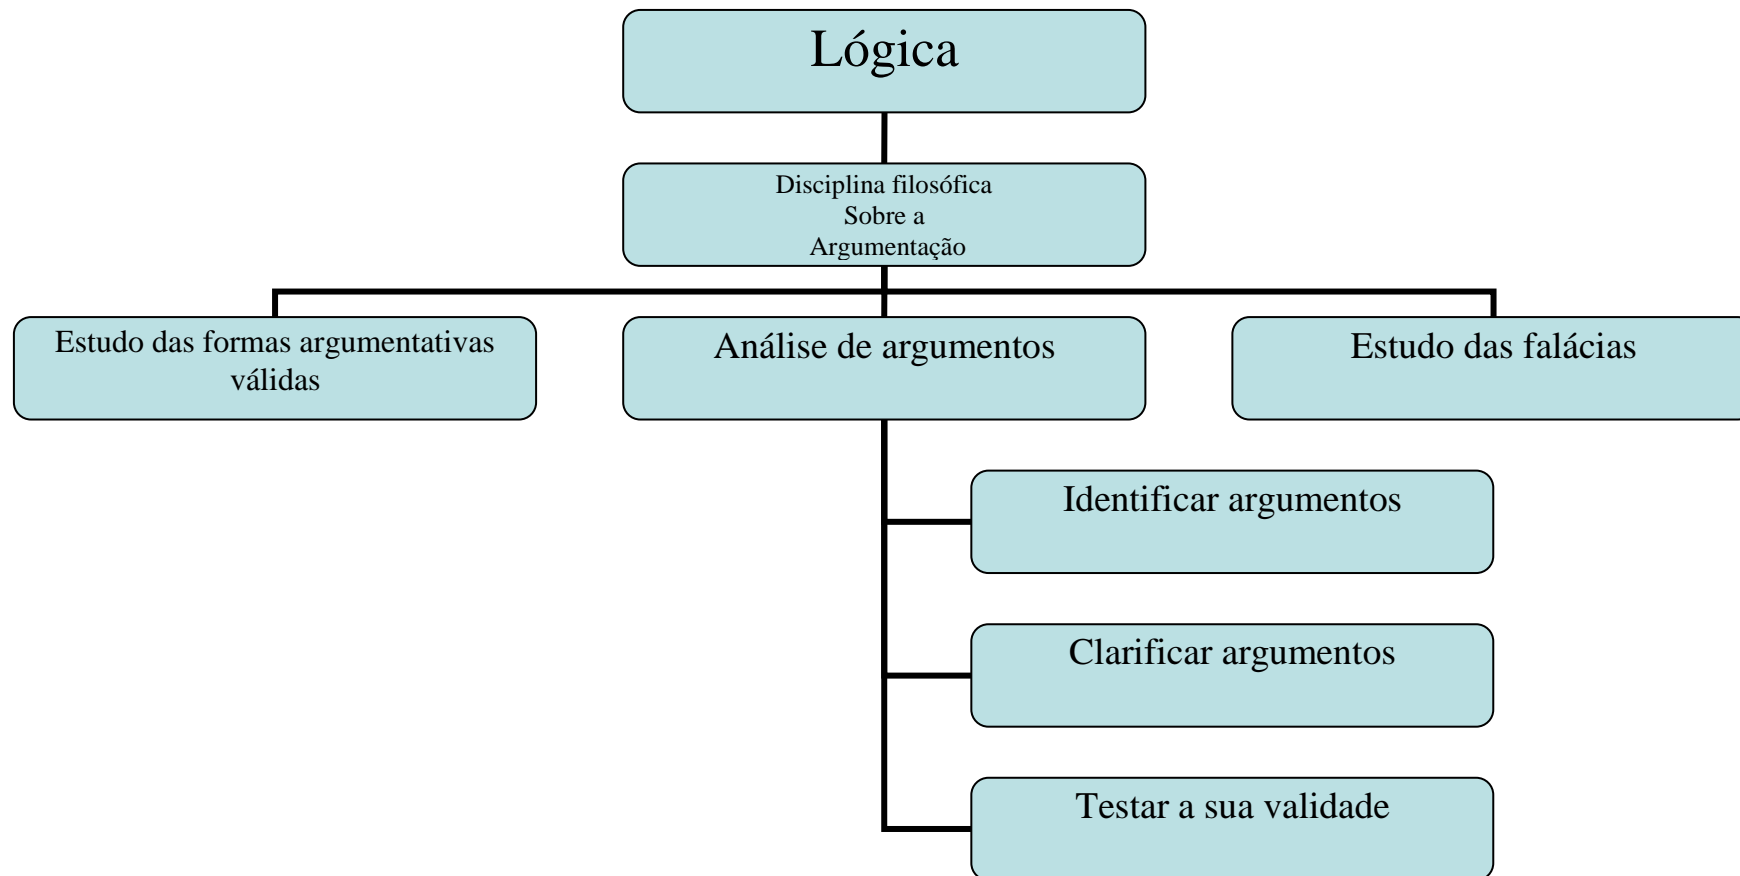 Lógica
Disciplina filosófica
Sobre a
Argumentação
Estudo das formas argumentativas
válidas
Análise de argumentos
Estudo das falácias
Identificar argumentos
Clarificar argumentos
Testar a sua validade